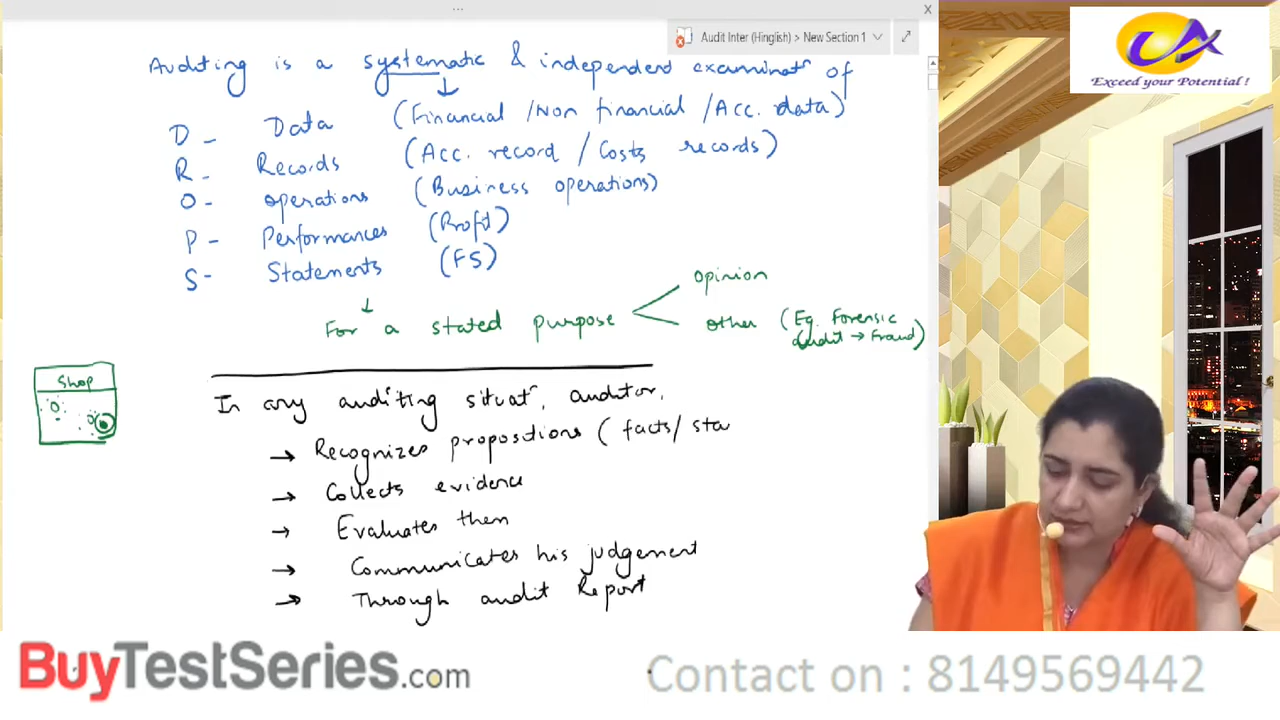 Audit Inter (Hinglish) > New Section 1
Exceed your Potential !
Auditing is a systematic & independent examinatn of
D - Data (Financial / Non financial / Acc. data)
R - Records (Acc. record / Costs records)
O - Operations (Business operations)
P - Performances (Profit)
S - Statements (FS)
For a stated purpose
Opinion
other (Eg. Forensic
Audit → Fraud)
Shop
In any auditing situatn, auditor,
→ Recognizes propositions (facts/ sta
→ Collects evidence
→ Evaluates them
→ Communicates his judgement
→ Through audit Report
BuyTestSeries.com
Contact on : 8149569442